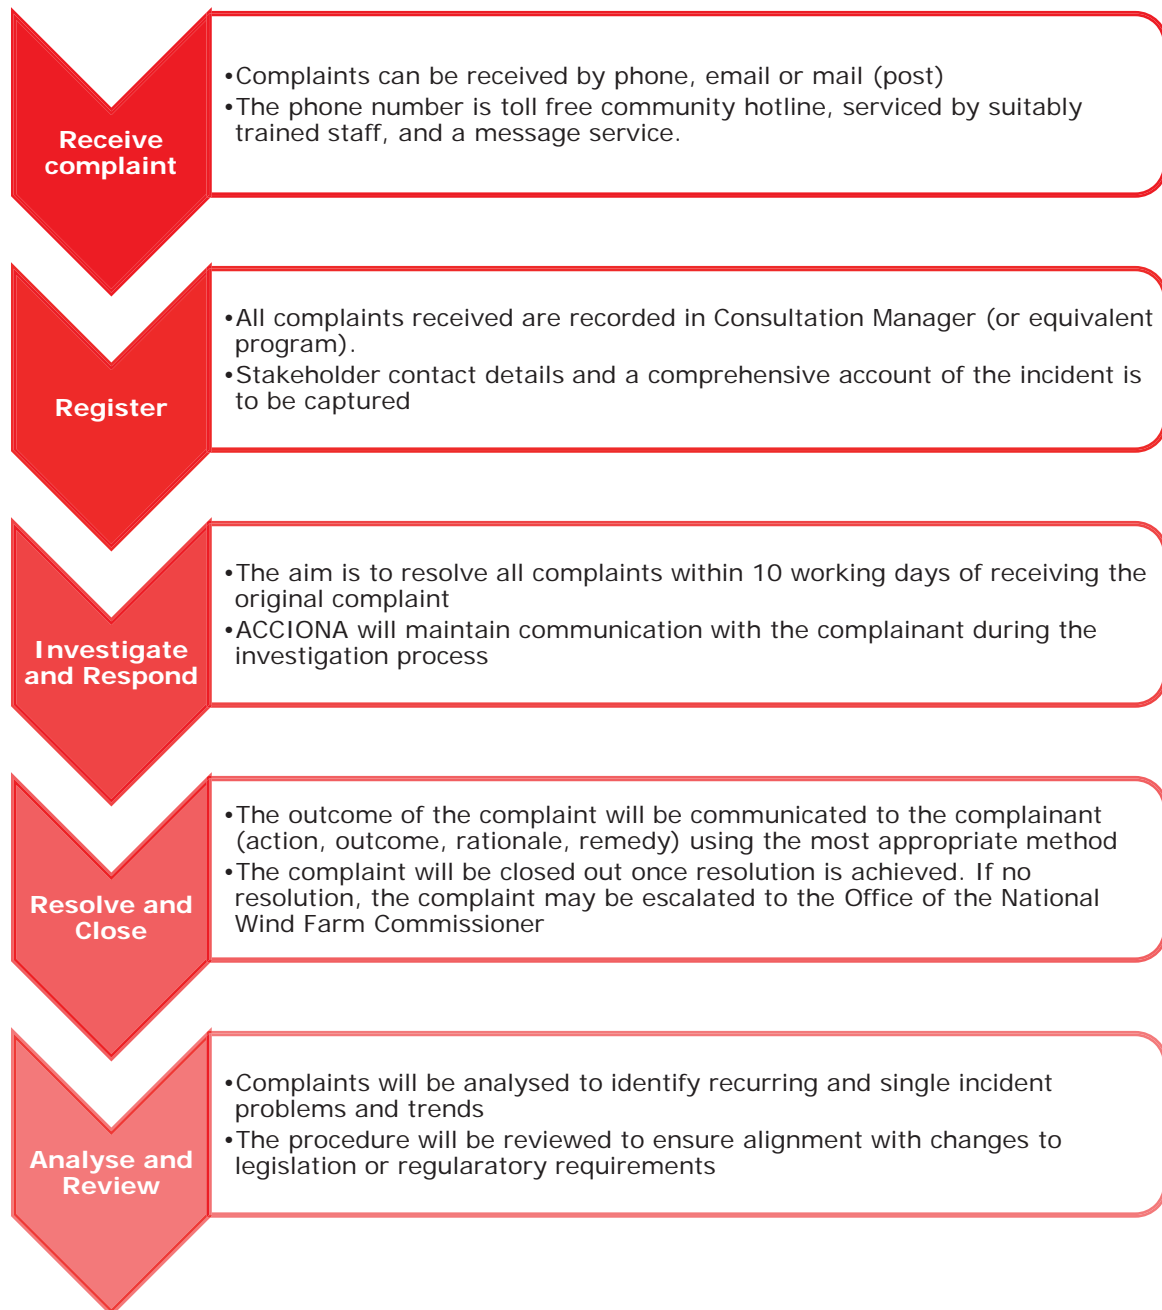 Receive
complaint
•Complaints can be received by phone, email or mail (post)
•The phone number is toll free community hotline, serviced by suitably
trained staff, and a message service.
Register
•All complaints received are recorded in Consultation Manager (or equivalent
program).
•Stakeholder contact details and a comprehensive account of the incident is
to be captured
Investigate
and Respond
•The aim is to resolve all complaints within 10 working days of receiving the
original complaint
•ACCIONA will maintain communication with the complainant during the
investigation process
Resolve and
Close
•The outcome of the complaint will be communicated to the complainant
(action, outcome, rationale, remedy) using the most appropriate method
•The complaint will be closed out once resolution is achieved. If no
resolution, the complaint may be escalated to the Office of the National
Wind Farm Commissioner
Analyse and
Review
•Complaints will be analysed to identify recurring and single incident
problems and trends
•The procedure will be reviewed to ensure alignment with changes to
legislation or regularatory requirements